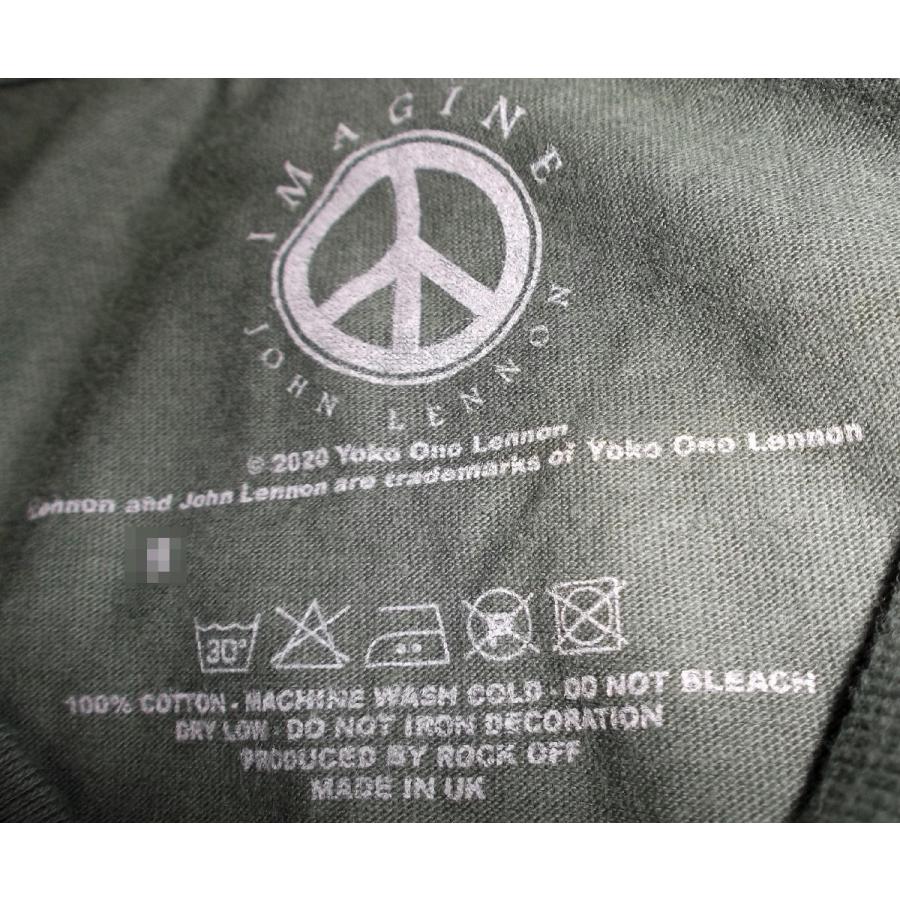 IMAGINE
JOHN LENNON
© 2020 Yoko Ono Lennon
Lennon and John Lennon are trademarks of Yoko Ono Lennon
30°
100% COTTON · MACHINE WASH COLD · DO NOT BLEACH
DRY LOW · DO NOT IRON DECORATION
PRODUCED BY ROCK OFF
MADE IN UK